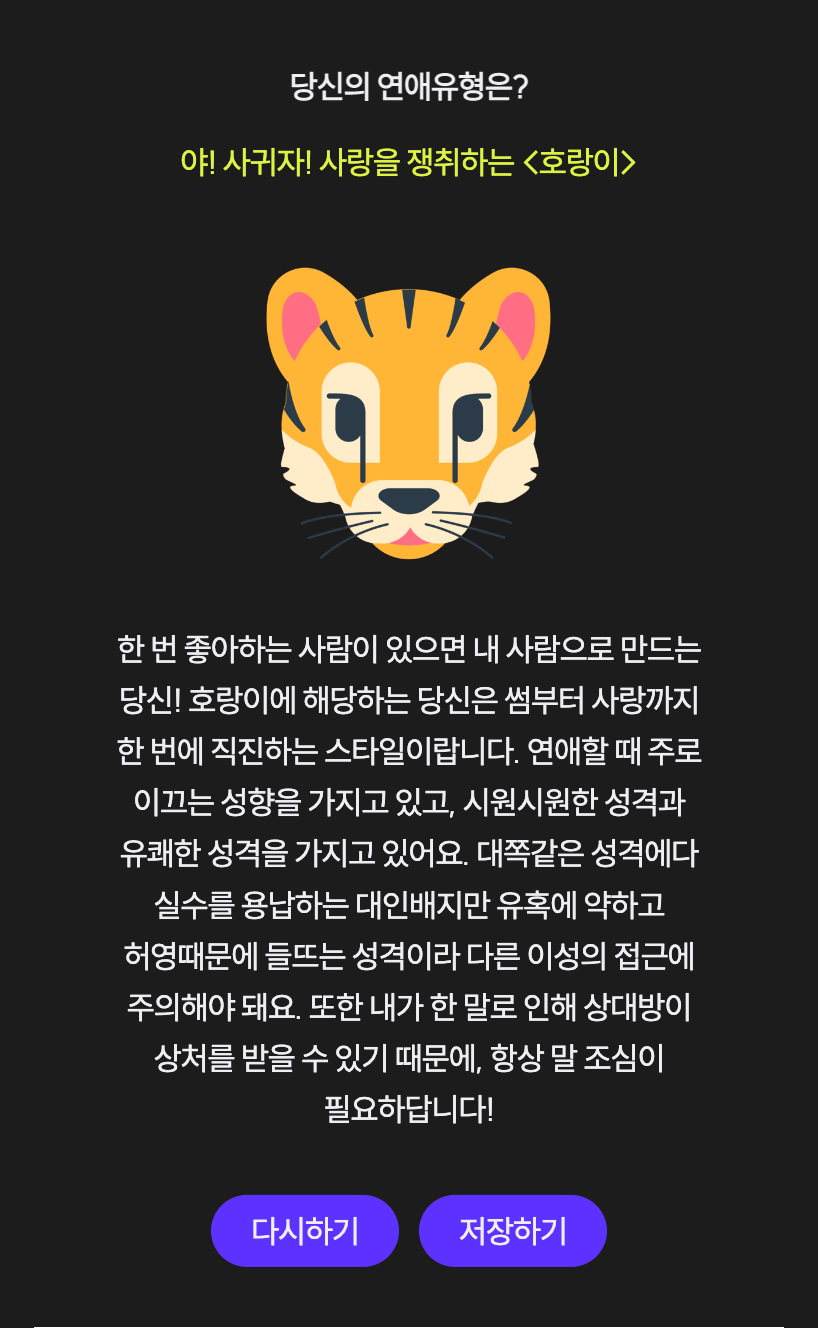 당신의 연애유형은?
야! 사귀자! 사랑을 쟁취하는 <호랑이>
한 번 좋아하는 사람이 있으면 내 사람으로 만드는
당신! 호랑이에 해당하는 당신은 썸부터 사랑까지
한 번에 직진하는 스타일이랍니다. 연애할 때 주로
이끄는 성향을 가지고 있고, 시원시원한 성격과
유쾌한 성격을 가지고 있어요. 대쪽같은 성격에다
실수를 용납하는 대인배지만 유혹에 약하고
허영때문에 들뜨는 성격이라 다른 이성의 접근에
주의해야 돼요. 또한 내가 한 말로 인해 상대방이
상처를 받을 수 있기 때문에, 항상 말 조심이
필요하답니다!
다시하기 저장하기